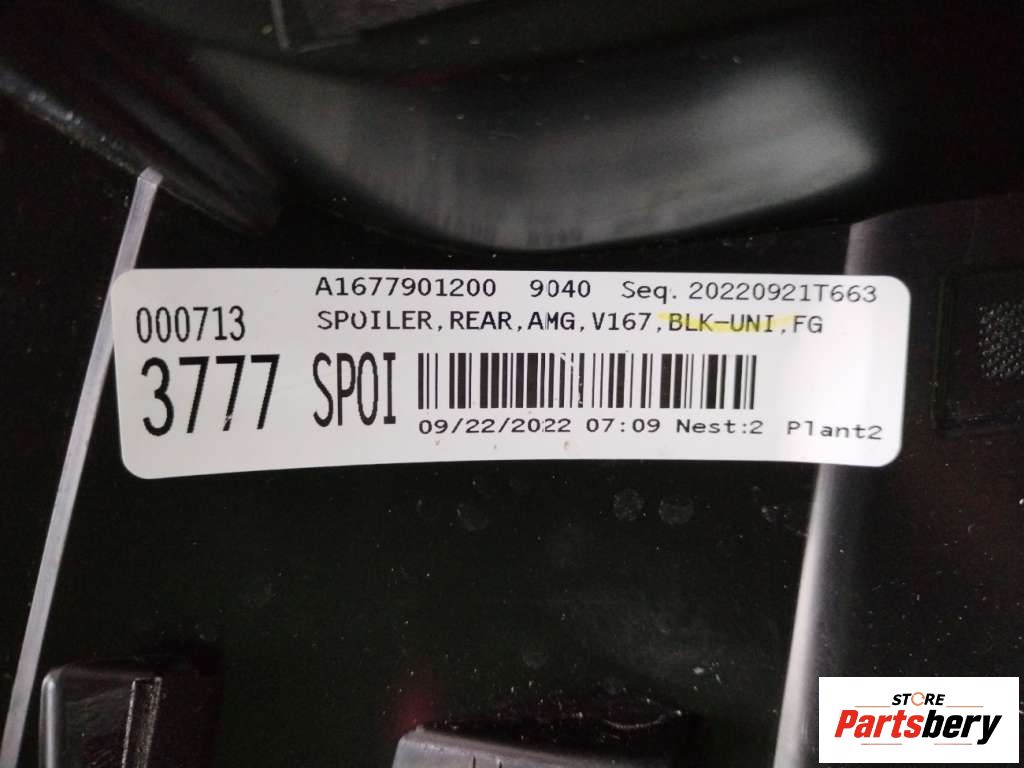 A1677901200 9040 Seq. 20220921T663
000713 SPOILER,REAR,AMG,V167,BLK-UNI,FG
3777 SPOI
09/22/2022 07:09 Nest:2 Plant2
STORE
Partsbery